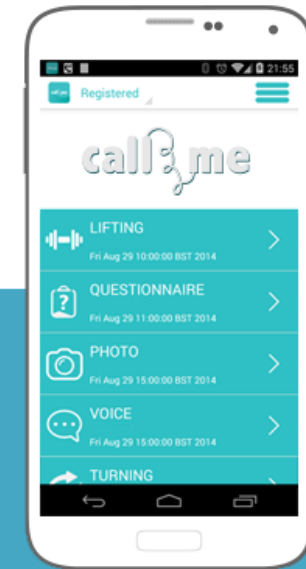 21:55
Registered
call me
LIFTING
Fri Aug 29 10:00:00 BST 2014
QUESTIONNAIRE
Fri Aug 29 11:00:00 BST 2014
PHOTO
Fri Aug 29 15:00:00 BST 2014
VOICE
Fri Aug 29 15:00:00 BST 2014
TURNING